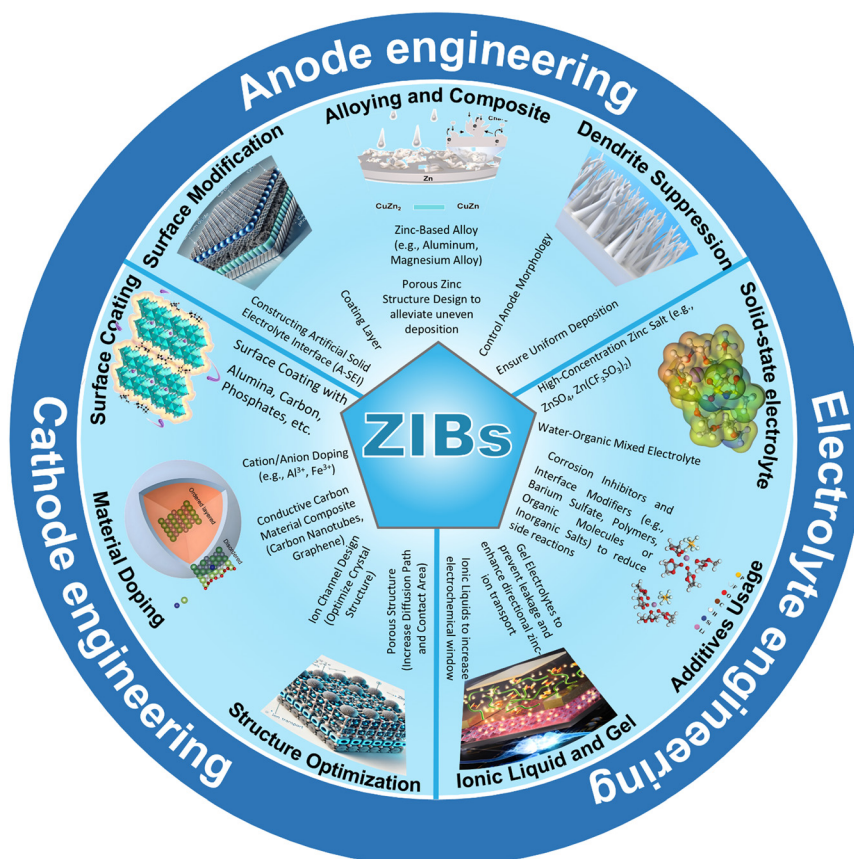 Anode engineering
Alloying and Composite
Surface Modification
Dendrite Suppression
Zn
CuZn₂
CuZn
Zinc-Based Alloy
(e.g., Aluminum,
Magnesium Alloy)
Porous Zinc
Structure Design to
alleviate uneven
deposition
Constructing Artificial Solid
Electrolyte Interface (A-SEI)
Coating Layer
Control Anode Morphology
Ensure Uniform Deposition
ZIBs
Electrolyte engineering
Solid-state electrolyte
High-Concentration Zinc Salt (e.g.,
ZnSO₄, Zn(CF₃SO₃)₂)
Water-Organic Mixed Electrolyte
Corrosion Inhibitors and
Interface Modifiers (e.g.,
Barium Sulfate, Polymers,
Organic Molecules or
Inorganic Salts) to reduce
side reactions
Additives Usage
Gel Electrolytes to
prevent leakage and
enhance directional zinc-
ion transport
Ionic Liquids to increase
electrochemical window
Ionic Liquid and Gel
Cathode engineering
Surface Coating
Surface Coating with
Alumina, Carbon,
Phosphates, etc.
Cation/Anion Doping
(e.g., Al³⁺, Fe³⁺)
Conductive Carbon
Material Composite
(Carbon Nanotubes,
Graphene)
Material Doping
Ordered layered
Disordered
Ion Channel Design
(Optimize Crystal
Structure)
Porous Structure
(Increase Diffusion Path
and Contact Area)
Structure Optimization